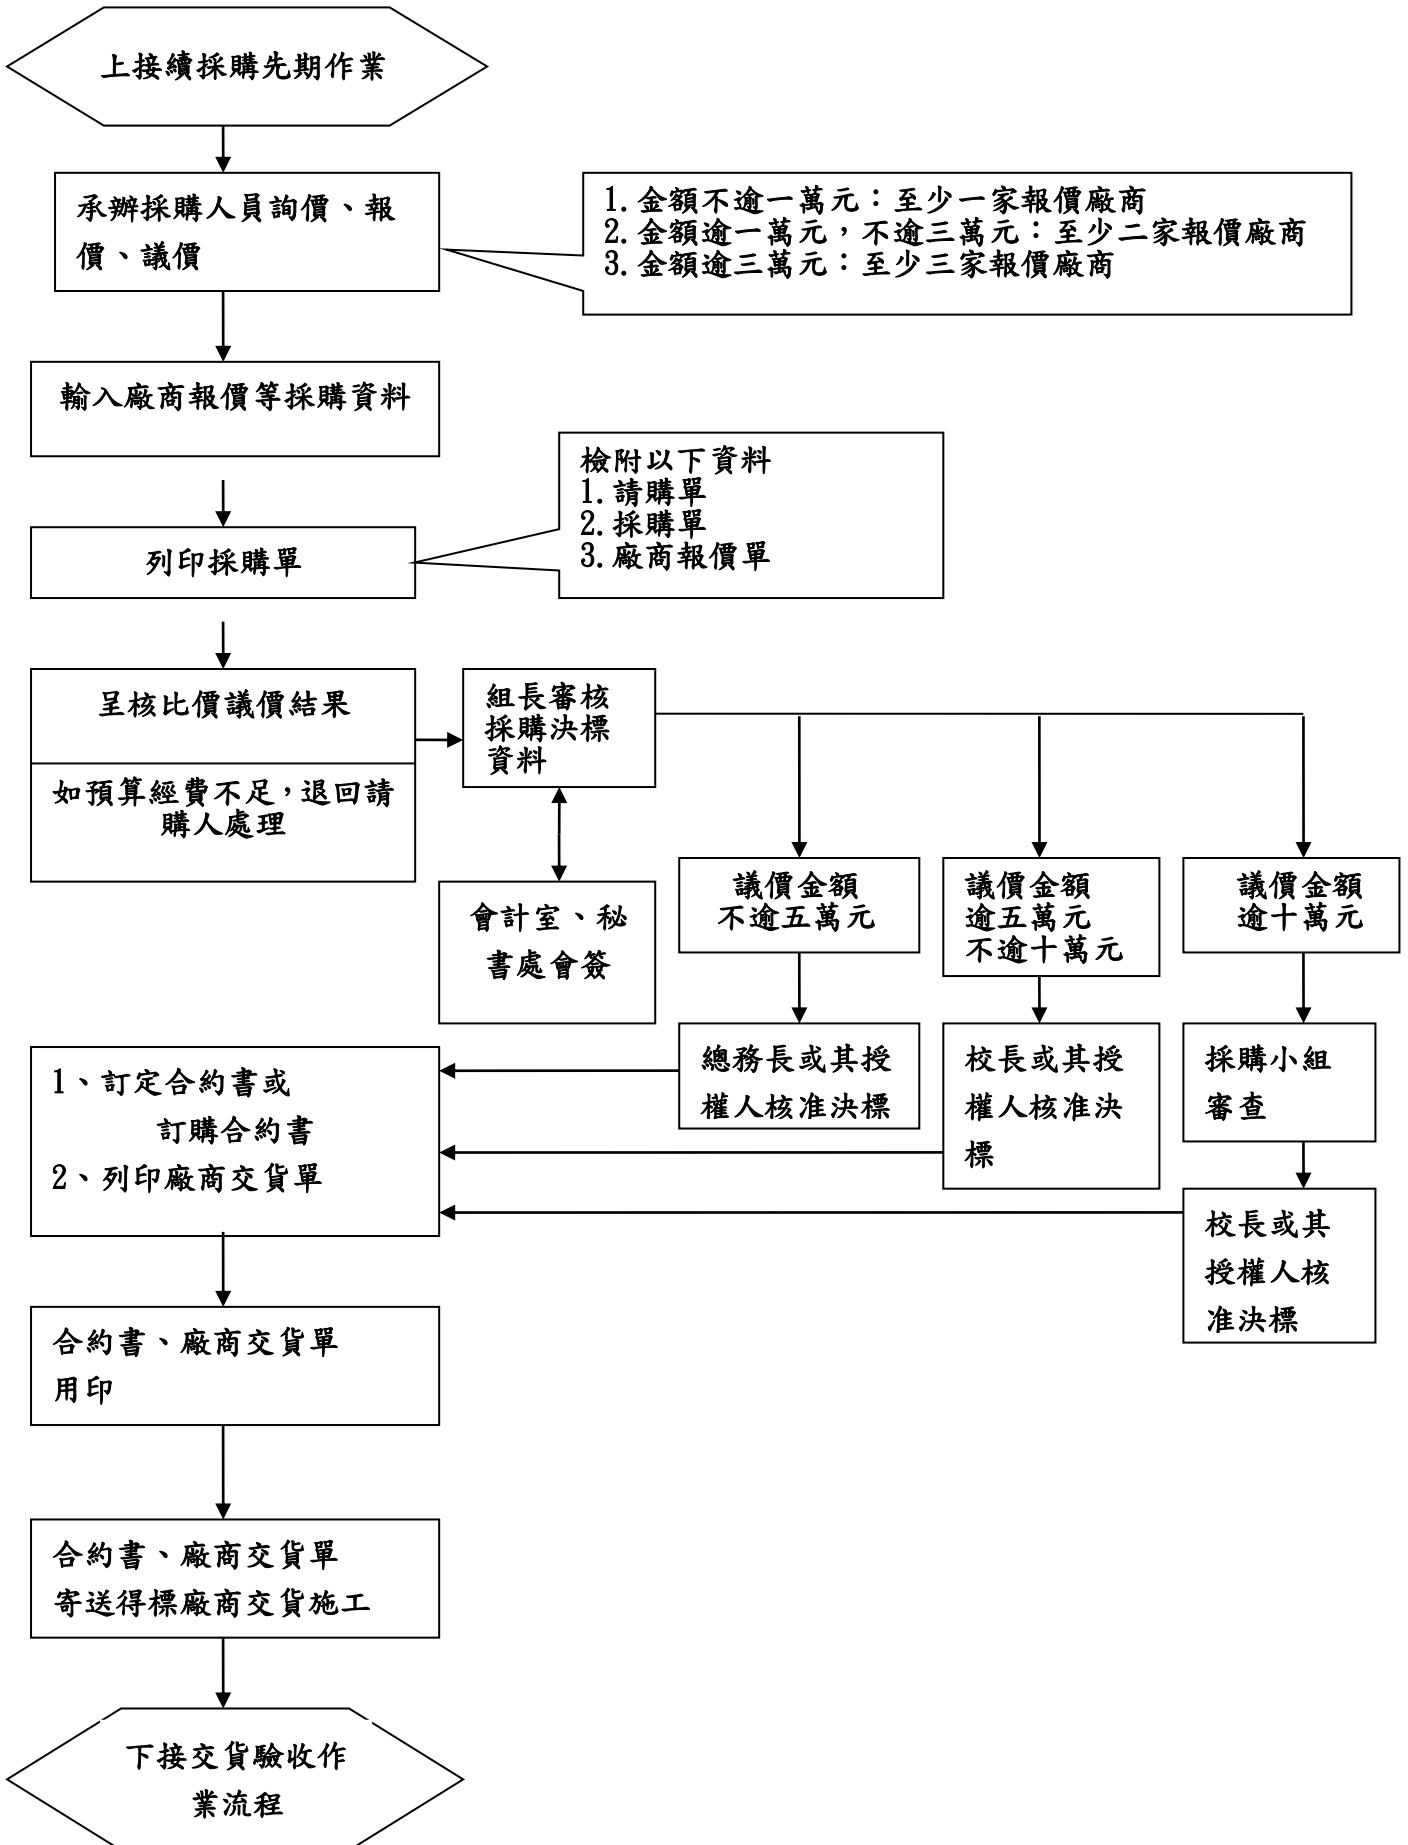 上接續採購先期作業
承辦採購人員詢價、報
價、議價
1.金額不逾一萬元：至少一家報價廠商
2.金額逾一萬元，不逾三萬元：至少二家報價廠商
3.金額逾三萬元：至少三家報價廠商
輸入廠商報價等採購資料
檢附以下資料
1.請購單
2.採購單
3.廠商報價單
列印採購單
呈核比價議價結果
如預算經費不足，退回請
購人處理
組長審核
採購決標
資料
會計室、秘
書處會簽
議價金額
不逾五萬元
議價金額
逾五萬元
不逾十萬元
議價金額
逾十萬元
總務長或其授
權人核准決標
校長或其授
權人核准決
標
採購小組
審查
校長或其
授權人核
准決標
1、訂定合約書或
訂購合約書
2、列印廠商交貨單
合約書、廠商交貨單
用印
合約書、廠商交貨單
寄送得標廠商交貨施工
下接交貨驗收作
業流程